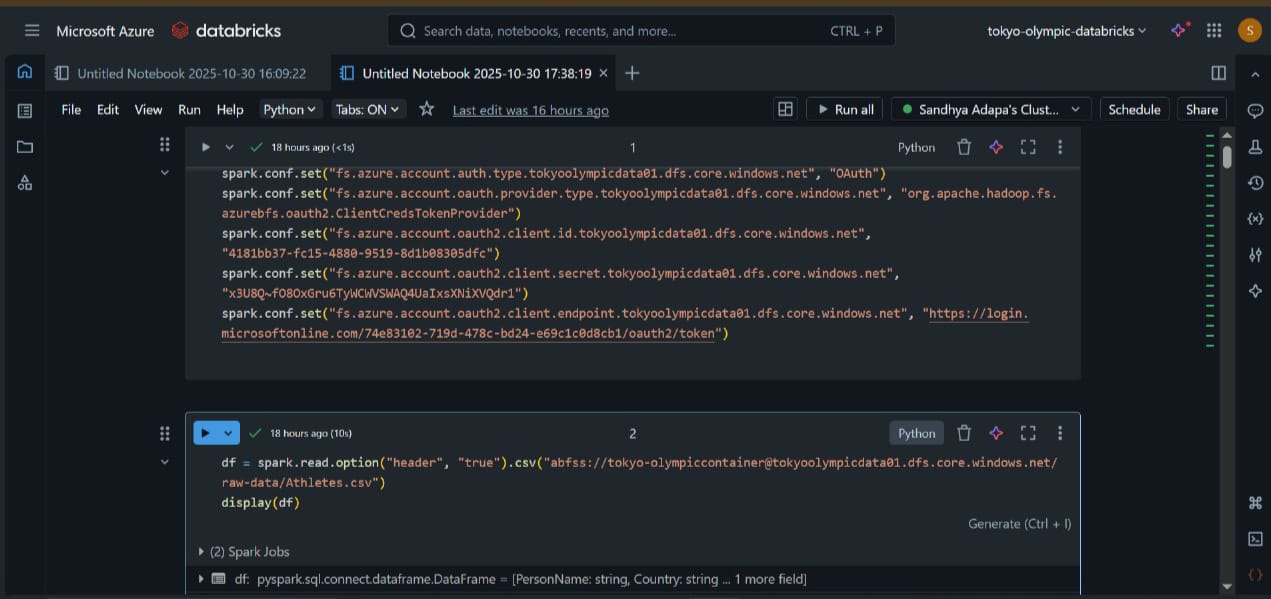 Microsoft Azure databricks Search data, notebooks, recents, and more... CTRL + P tokyo-olympic-databricks S
Untitled Notebook 2025-10-30 16:09:22 Untitled Notebook 2025-10-30 17:38:19
File Edit View Run Help Python Tabs: ON Last edit was 16 hours ago Run all Sandhya Adapa's Clust... Schedule Share
18 hours ago (<1s) 1 Python
spark.conf.set("fs.azure.account.auth.type.tokyoolympicdata01.dfs.core.windows.net", "OAuth")
spark.conf.set("fs.azure.account.oauth.provider.type.tokyoolympicdata01.dfs.core.windows.net", "org.apache.hadoop.fs.
azurebfs.oauth2.ClientCredsTokenProvider")
spark.conf.set("fs.azure.account.oauth2.client.id.tokyoolympicdata01.dfs.core.windows.net",
"4181bb37-fc15-4880-9519-8d1b08305dfc")
spark.conf.set("fs.azure.account.oauth2.client.secret.tokyoolympicdata01.dfs.core.windows.net",
"x3U8Q~fO8OxGru6TyWCWVSWAQ4UaIxsXNiXVQdr1")
spark.conf.set("fs.azure.account.oauth2.client.endpoint.tokyoolympicdata01.dfs.core.windows.net", "https://login.
microsoftonline.com/74e83102-719d-478c-bd24-e69c1c0d8cb1/oauth2/token")
18 hours ago (10s) 2 Python
df = spark.read.option("header", "true").csv("abfss://tokyo-olympiccontainer@tokyoolympicdata01.dfs.core.windows.net/
raw-data/Athletes.csv")
display(df)
Generate (Ctrl + I)
(2) Spark Jobs
df: pyspark.sql.connect.dataframe.DataFrame = [PersonName: string, Country: string ... 1 more field]